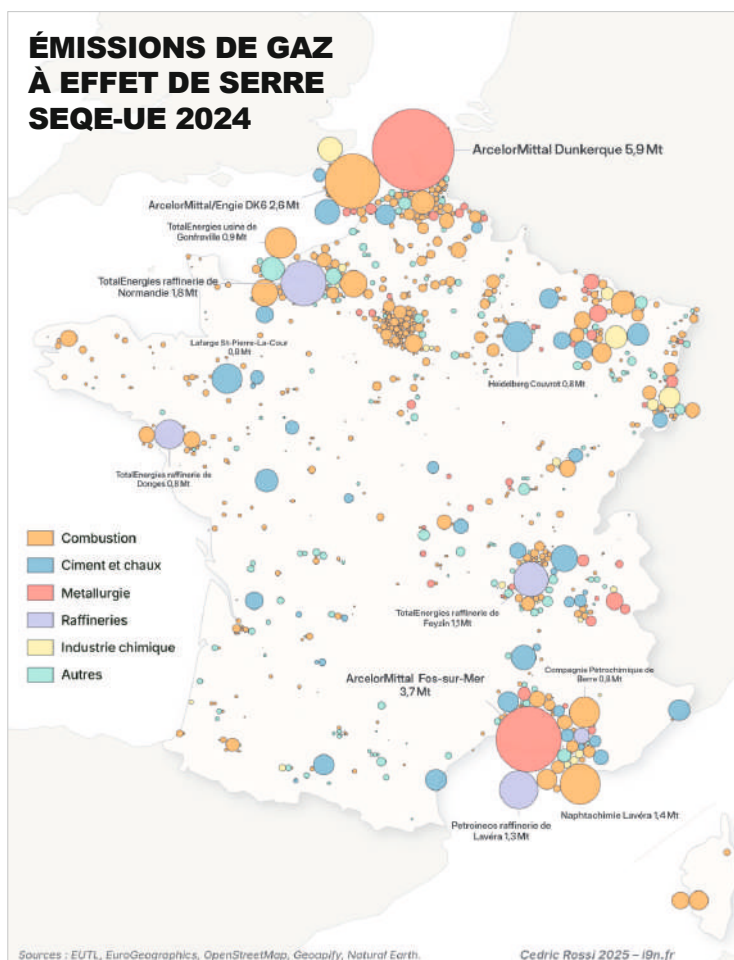 ÉMISSIONS DE GAZ
À EFFET DE SERRE
SEQE-UE 2024
ArcelorMittal Dunkerque 5,9 Mt
ArcelorMittal/Engie DK6 2,6 Mt
TotalEnergies usine de
Gonfreville 0,9 Mt
TotalEnergies raffinerie de
Normandie 1,8 Mt
Lafarge St-Pierre-La-Cour
0,8 Mt
Heidelberg Couvrot 0,8 Mt
TotalEnergies raffinerie de
Donges 0,8 Mt
Combustion
Ciment et chaux
Metallurgie
Raffineries
Industrie chimique
Autres
TotalEnergies raffinerie de
Feyzin 1,1 Mt
ArcelorMittal Fos-sur-Mer
3,7 Mt
Compagnie Pétrochimique de
Berre 0,8 Mt
Naphtachimie Lavéra 1,4 Mt
Petroineos raffinerie de
Lavéra 1,3 Mt
Sources : EUTL, EuroGeographics, OpenStreetMap, Geoapify, Natural Earth.
Cedric Rossi 2025 – i9n.fr